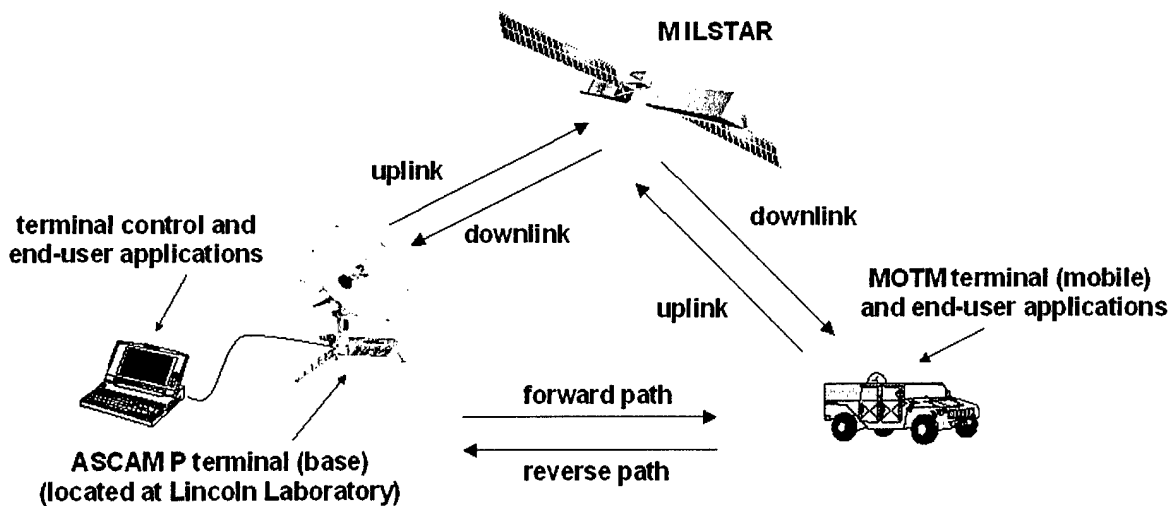 MILSTAR
uplink
downlink
downlink
uplink
terminal control and
end-user applications
MOTM terminal (mobile)
and end-user applications
forward path
reverse path
ASCAMP terminal (base)
(located at Lincoln Laboratory)